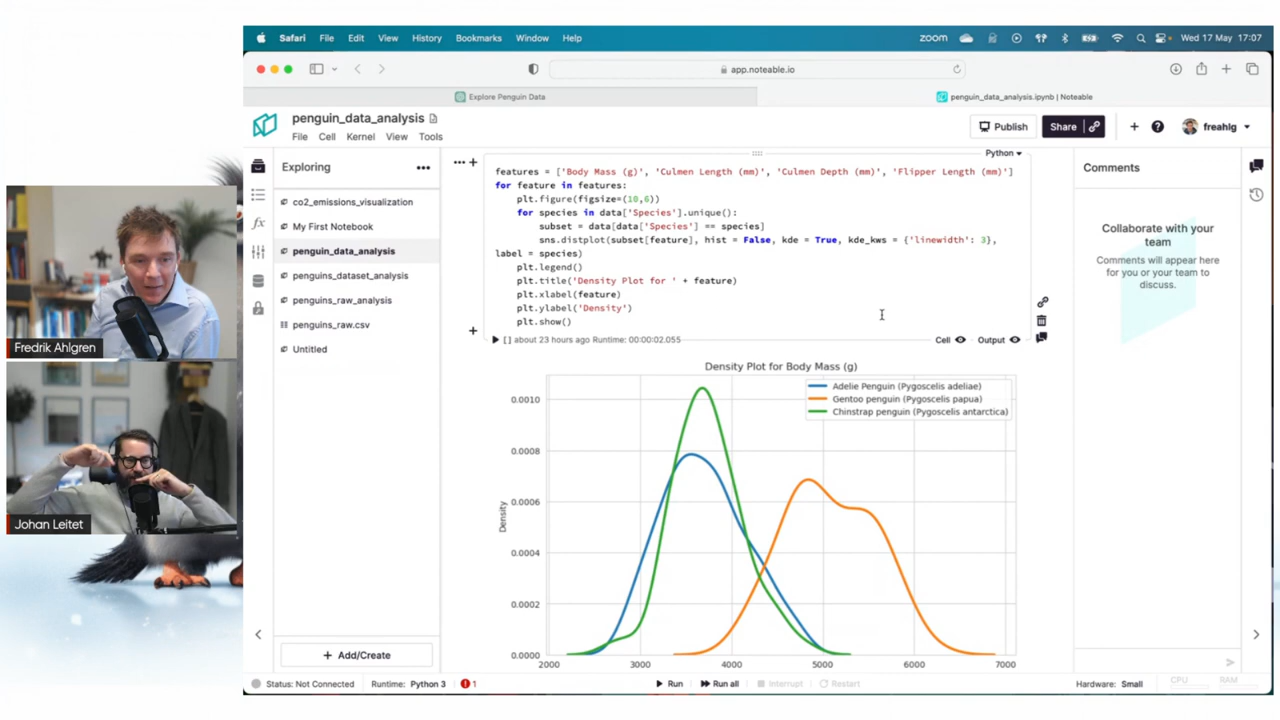 Safari File Edit View History Bookmarks Window Help
zoom Wed 17 May 17:07
app.noteable.io
Explore Penguin Data
penguin_data_analysis.ipynb | Noteable
penguin_data_analysis
File Cell Kernel View Tools
Publish
Share
freahlg
Exploring
co2_emissions_visualization
My First Notebook
penguin_data_analysis
penguins_dataset_analysis
penguins_raw_analysis
penguins_raw.csv
Untitled
Add/Create
Python
features = ['Body Mass (g)', 'Culmen Length (mm)', 'Culmen Depth (mm)', 'Flipper Length (mm)']
for feature in features:
plt.figure(figsize=(10,6))
for species in data['Species'].unique():
subset = data[data['Species'] == species]
sns.distplot(subset[feature], hist = False, kde = True, kde_kws = {'linewidth': 3},
label = species)
plt.legend()
plt.title('Density Plot for ' + feature)
plt.xlabel(feature)
plt.ylabel('Density')
plt.show()
[] about 23 hours ago Runtime: 00:00:02.055
Cell Output
Density Plot for Body Mass (g)
Adelie Penguin (Pygoscelis adeliae)
Gentoo penguin (Pygoscelis papua)
Chinstrap penguin (Pygoscelis antarctica)
Density
0.0010
0.0008
0.0006
0.0004
0.0002
0.0000
2000 3000 4000 5000 6000 7000
Comments
Collaborate with your
team
Comments will appear here
for you or your team to
discuss.
Status: Not Connected
Runtime: Python 3
1
Run
Run all
Interrupt
Restart
Hardware: Small
CPU
RAM
Fredrik Ahlgren
Johan Leitet